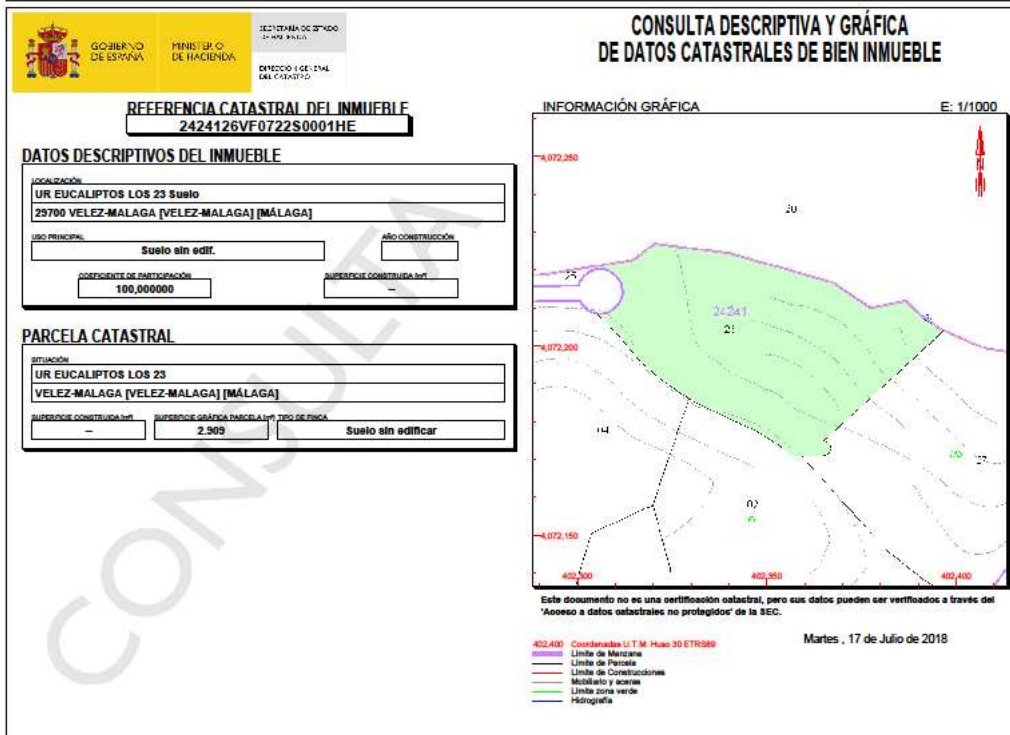 GOBIERNO
DE ESPAÑA
MINISTERIO
DE HACIENDA
SECRETARÍA DE ESTADO
DE HACIENDA
DIRECCIÓN GENERAL
DEL CATASTRO
CONSULTA DESCRIPTIVA Y GRÁFICA
DE DATOS CATASTRALES DE BIEN INMUEBLE
REFERENCIA CATASTRAL DEL INMUEBLE
2424126VF0722S0001HE
DATOS DESCRIPTIVOS DEL INMUEBLE
LOCALIZACIÓN
UR EUCALIPTOS LOS 23 Suelo
29700 VELEZ-MALAGA [VELEZ-MALAGA] [MÁLAGA]
USO PRINCIPAL
AÑO CONSTRUCCIÓN
Suelo sin edif.
COEFICIENTE DE PARTICIPACIÓN
SUPERFICIE CONSTRUIDA [m²]
100,000000
--
PARCELA CATASTRAL
SITUACIÓN
UR EUCALIPTOS LOS 23
VELEZ-MALAGA [VELEZ-MALAGA] [MÁLAGA]
SUPERFICIE CONSTRUIDA [m²]
SUPERFICIE GRÁFICA PARCELA [m²]
TIPO DE FINCA
--
2.909
Suelo sin edificar
CONSULTA
INFORMACIÓN GRÁFICA
E: 1/1000
4,072,250
20
25
24241
4,072,200
04
27
02
4,072,150
402,300
402,350
402,400
Este documento no es una certificación catastral, pero sus datos pueden ser verificados a través del
'Acceso a datos catastrales no protegidos' de la SEC.
402,400 Coordenadas U.T.M. Huso 30 ETRS89
Límite de Manzana
Límite de Parcela
Límite de Construcciones
Mobiliario y aceras
Límite zona verde
Hidrografía
Martes , 17 de Julio de 2018